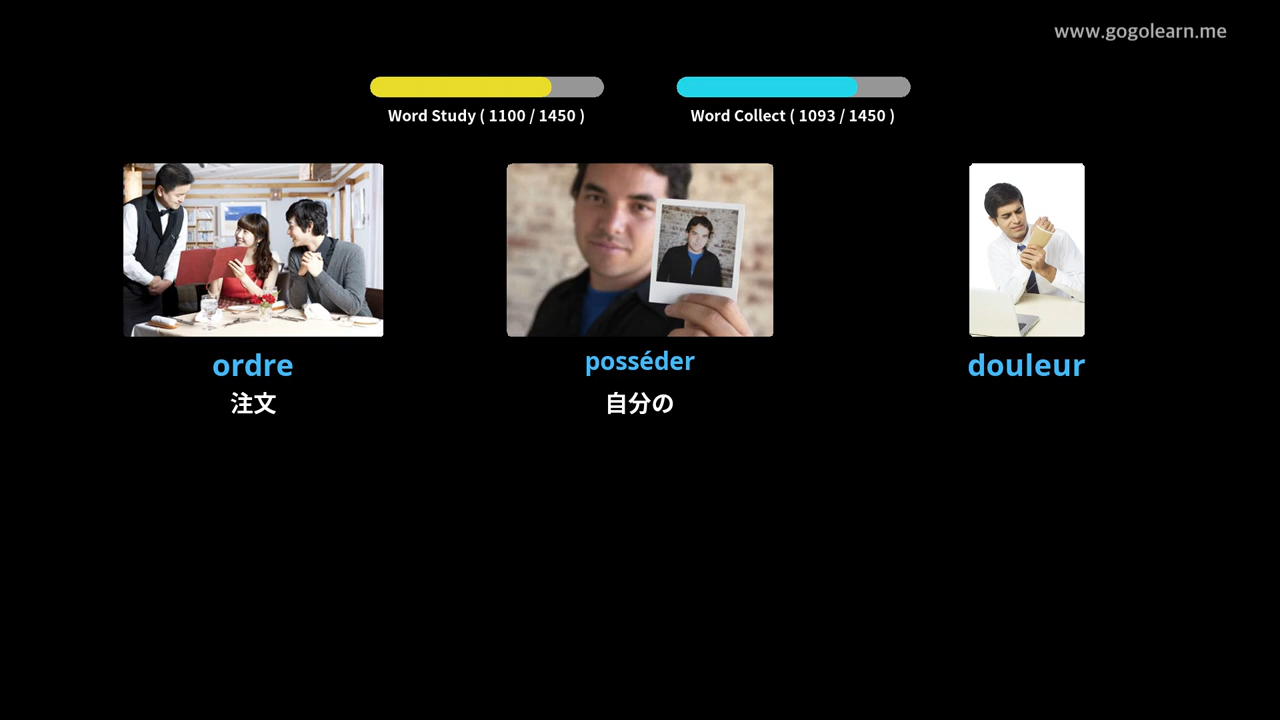 www.gogolearn.me
Word Study ( 1100 / 1450 )
Word Collect ( 1093 / 1450 )
ordre
posséder
douleur
注文
自分の